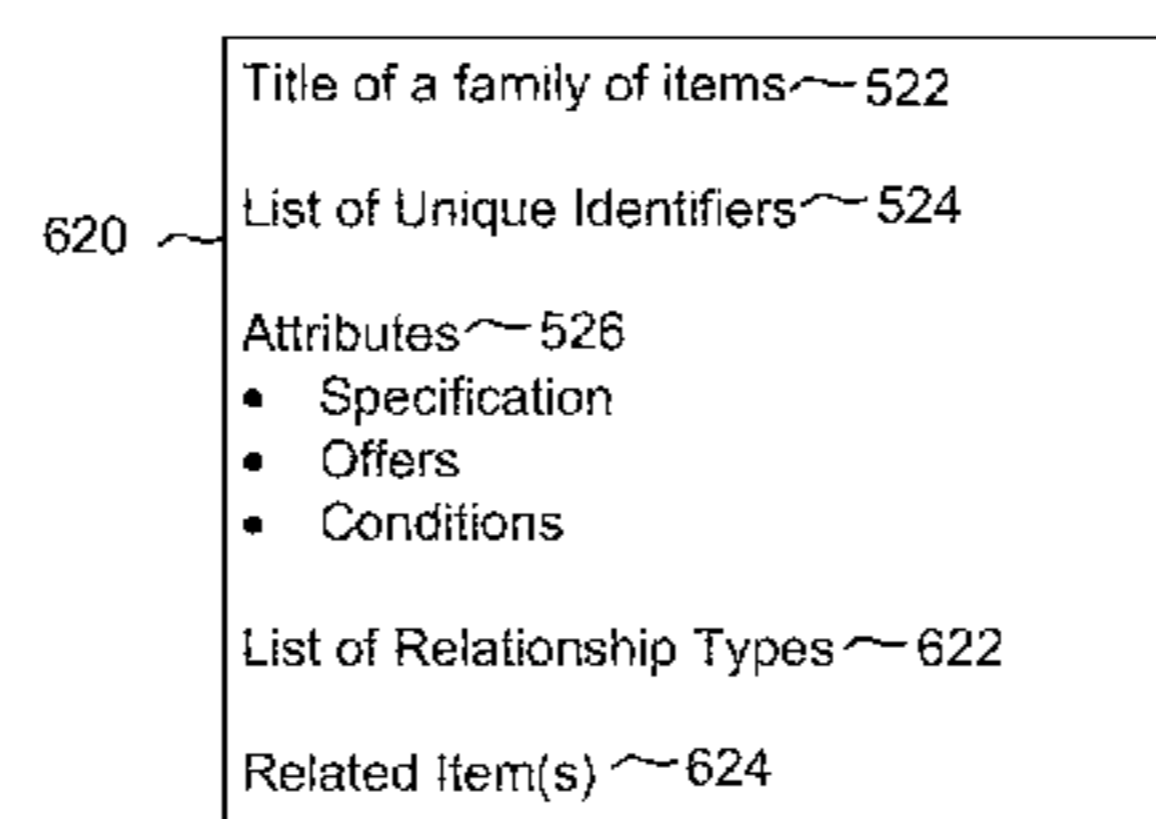 Title of a family of items 522
List of Unique Identifiers 524
620
Attributes 526
• Specification
• Offers
• Conditions
List of Relationship Types 622
Related Item(s) 624